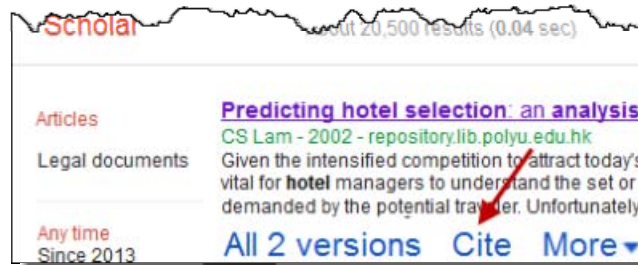 Scholar
About 20,500 results (0.04 sec)
Articles
Legal documents
Any time
Since 2013
Predicting hotel selection: an analysis
CS Lam - 2002 - repository.lib.polyu.edu.hk
Given the intensified competition to attract today's
vital for hotel managers to understand the set or
demanded by the potential traveler. Unfortunately
All 2 versions Cite More